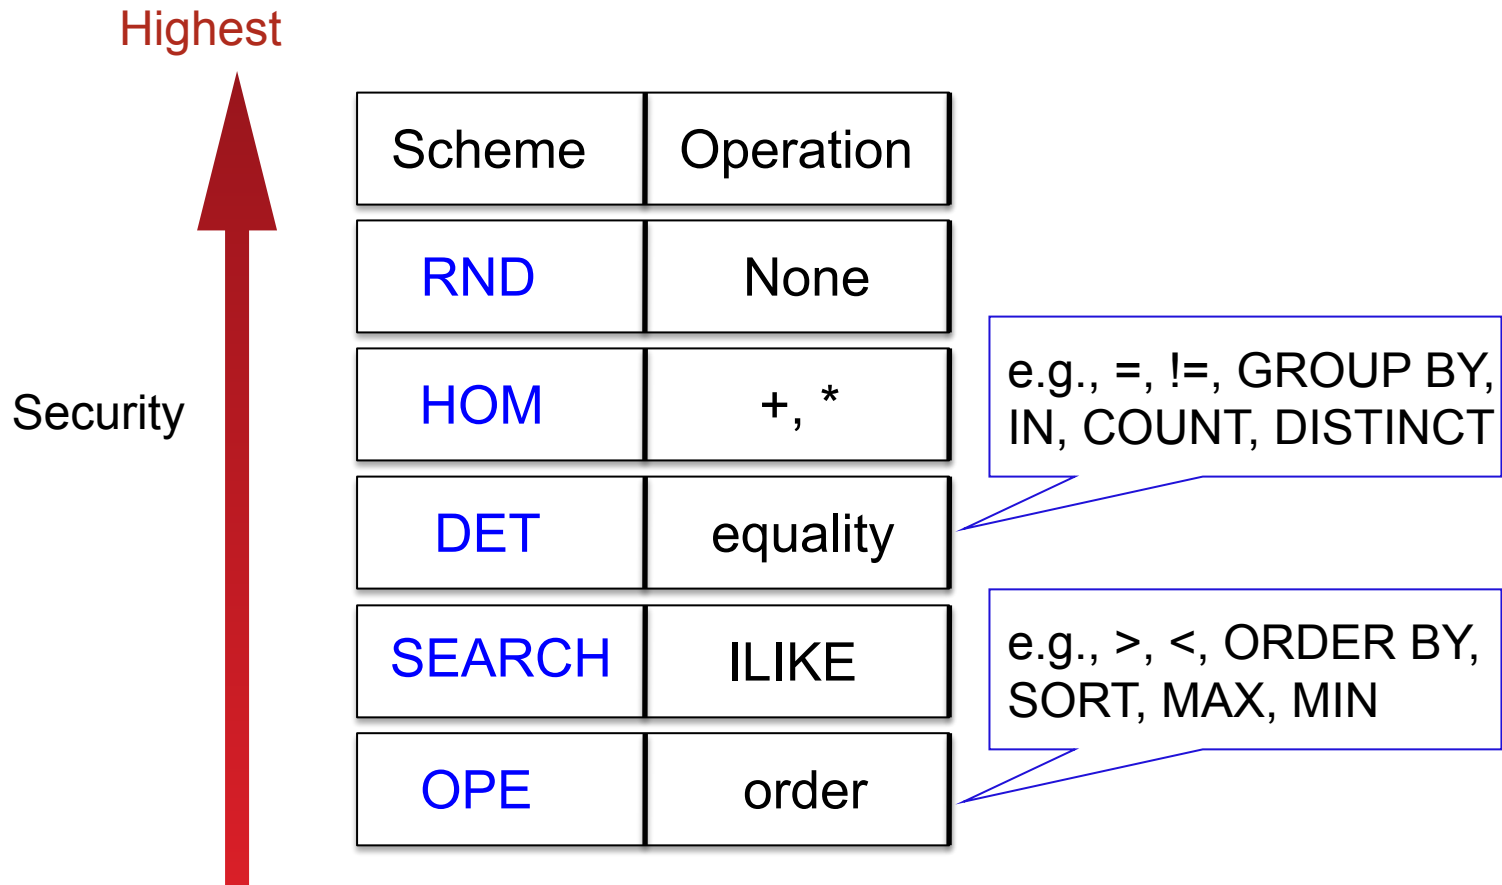 Highest
Scheme Operation
RND None
HOM +, *
Security
e.g., =, !=, GROUP BY,
IN, COUNT, DISTINCT
DET equality
SEARCH ILIKE
e.g., >, <, ORDER BY,
SORT, MAX, MIN
OPE order